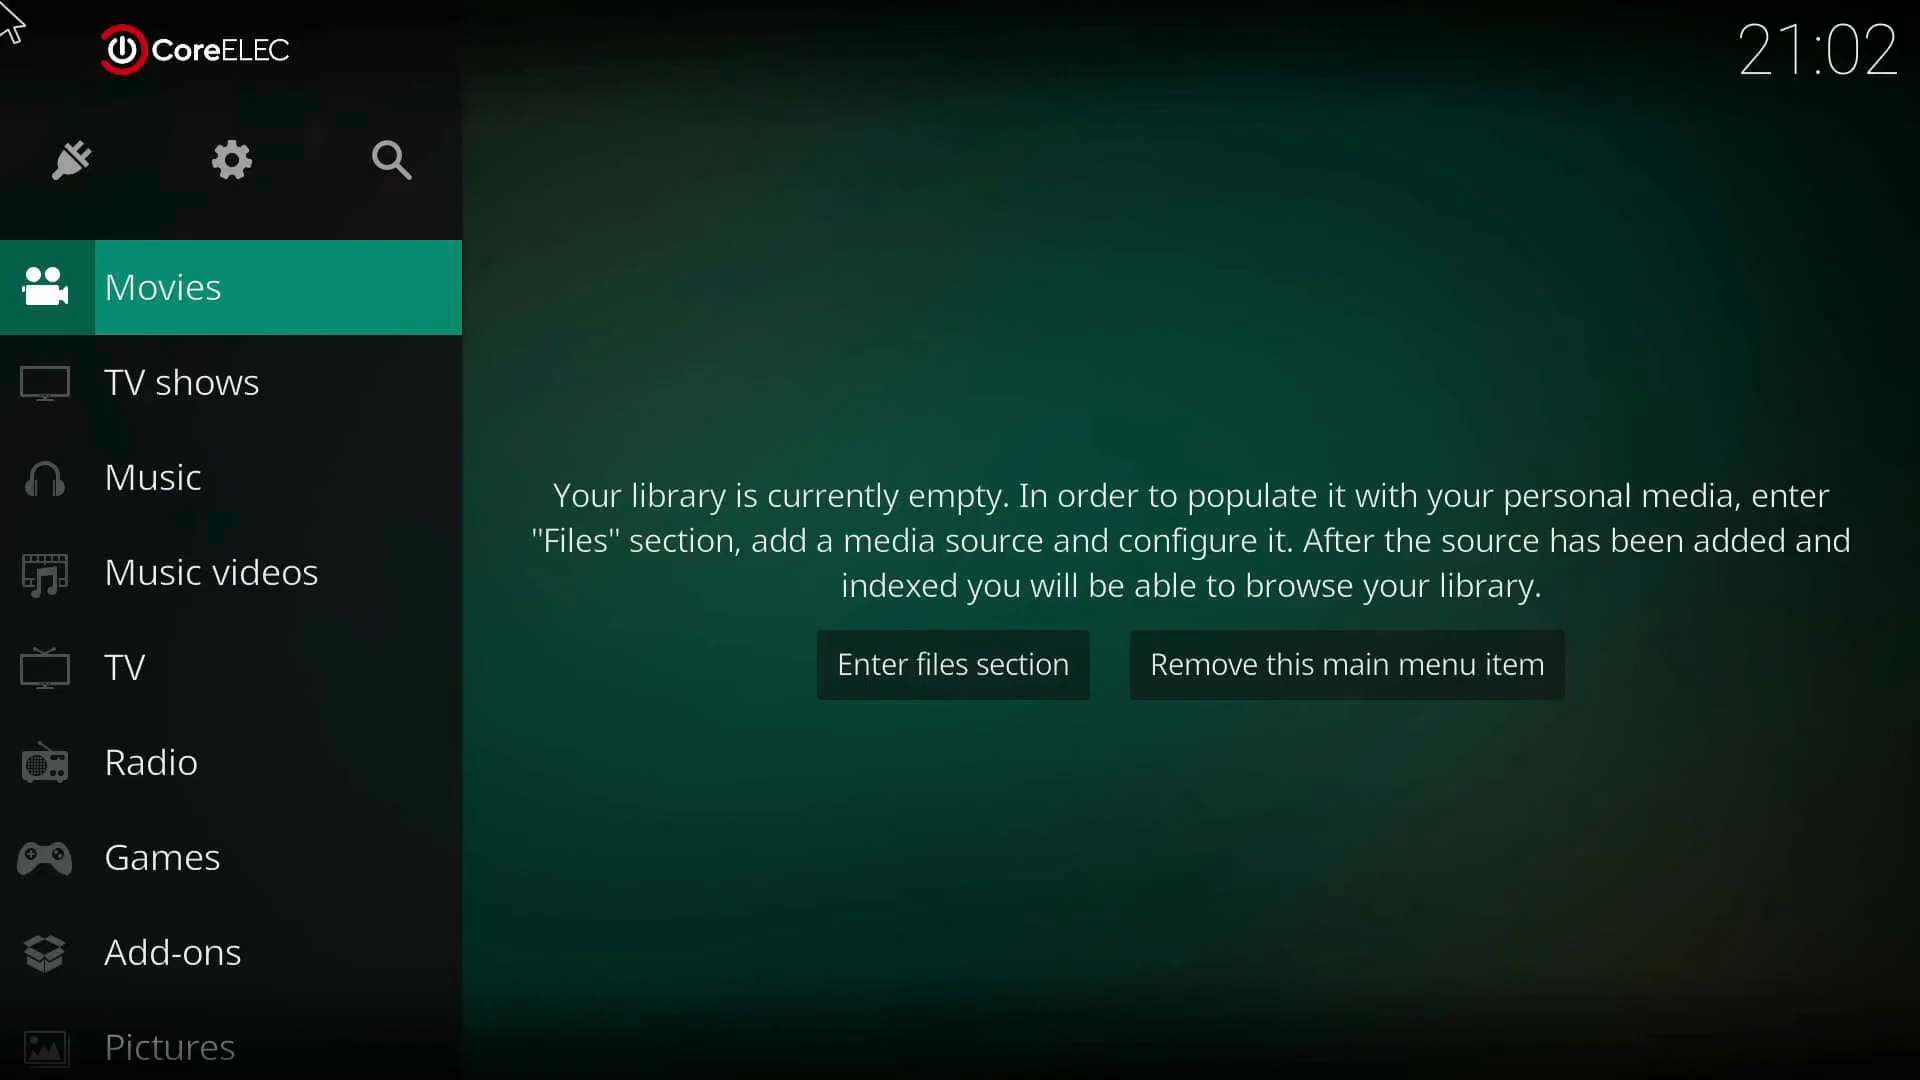 CoreELEC
21:02
Movies
TV shows
Music
Music videos
TV
Radio
Games
Add-ons
Pictures
Your library is currently empty. In order to populate it with your personal media, enter
"Files" section, add a media source and configure it. After the source has been added and
indexed you will be able to browse your library.
Enter files section
Remove this main menu item